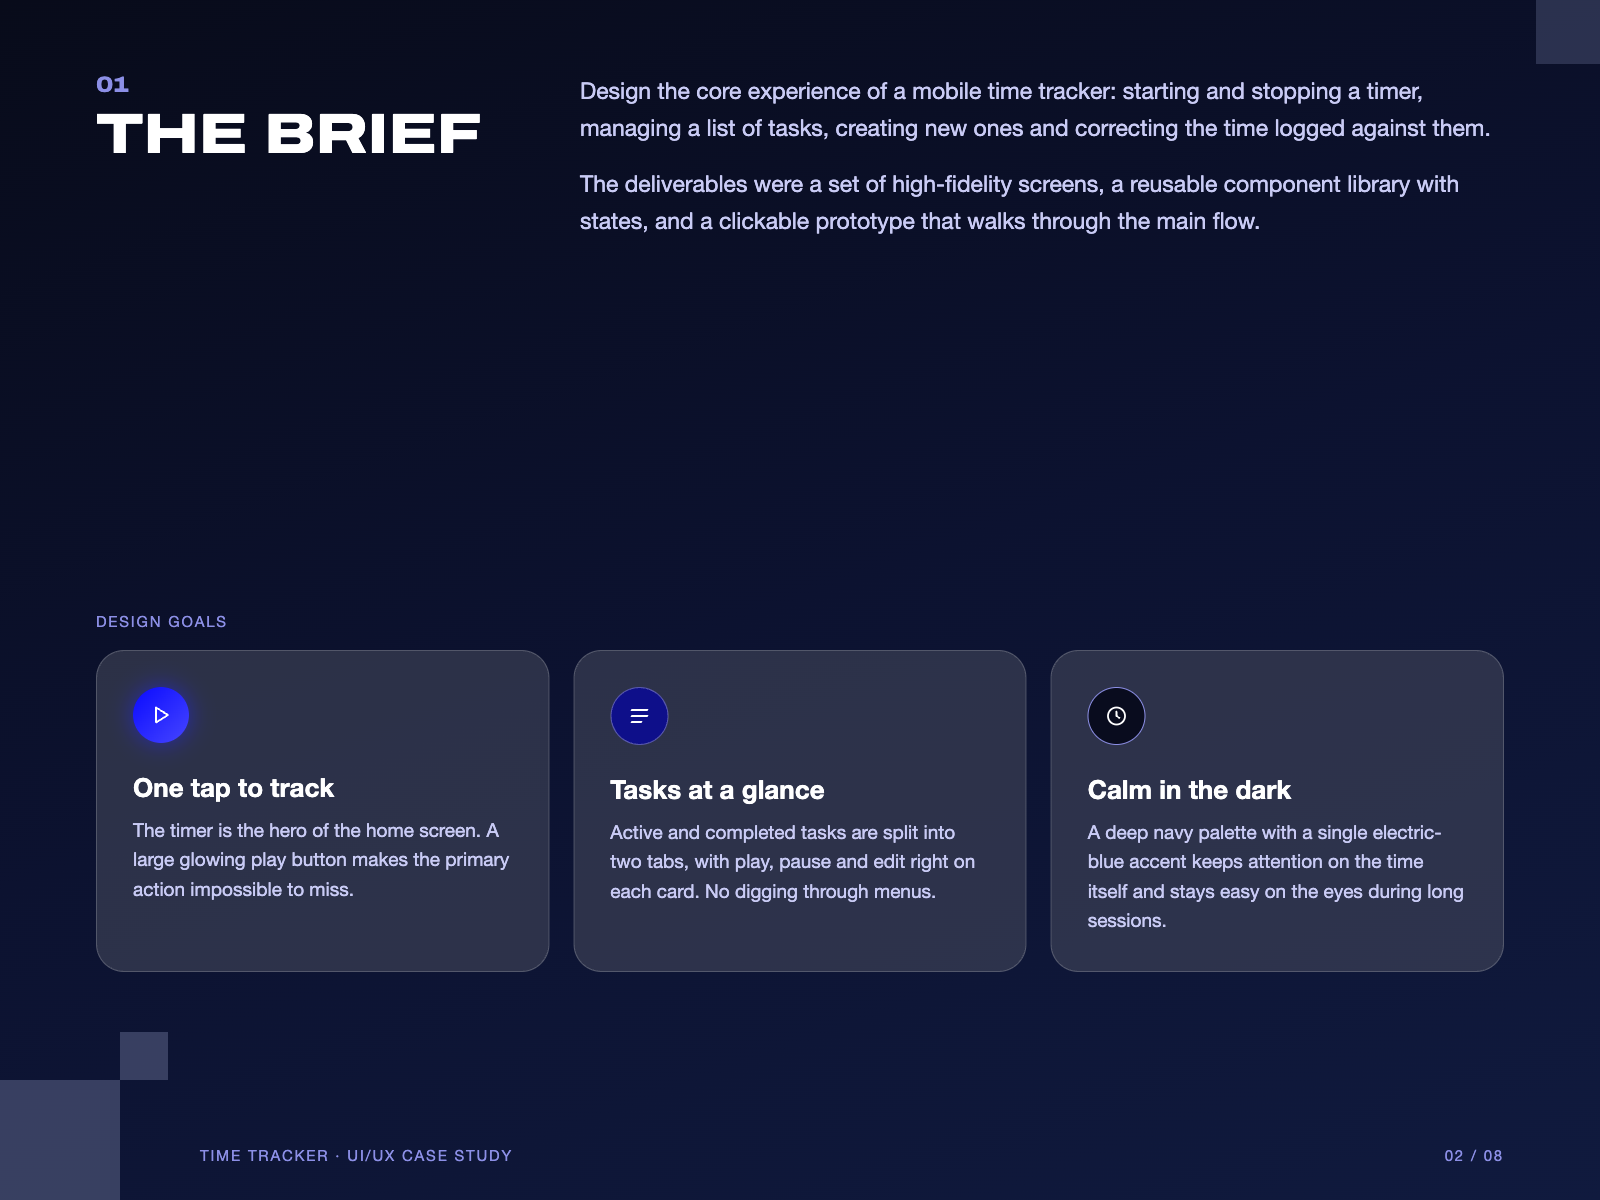 01
THE BRIEF
Design the core experience of a mobile time tracker: starting and stopping a timer,
managing a list of tasks, creating new ones and correcting the time logged against them.
The deliverables were a set of high-fidelity screens, a reusable component library with
states, and a clickable prototype that walks through the main flow.
DESIGN GOALS
One tap to track
The timer is the hero of the home screen. A
large glowing play button makes the primary
action impossible to miss.
Tasks at a glance
Active and completed tasks are split into
two tabs, with play, pause and edit right on
each card. No digging through menus.
Calm in the dark
A deep navy palette with a single electric-
blue accent keeps attention on the time
itself and stays easy on the eyes during long
sessions.
TIME TRACKER · UI/UX CASE STUDY
02 / 08